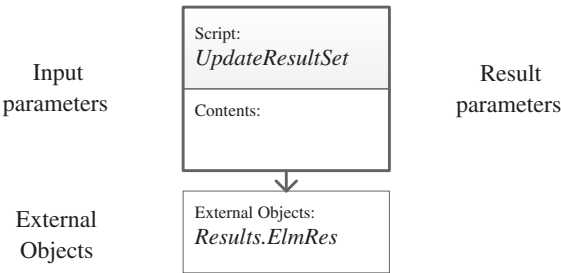 Script:
UpdateResultSet
Input
parameters
Result
parameters
Contents:
External
Objects
External Objects:
Results.ElmRes